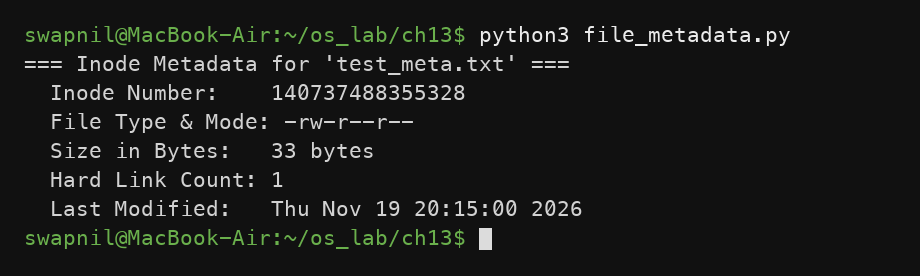 swapnil@MacBook-Air:~/os_lab/ch13$ python3 file_metadata.py
=== Inode Metadata for 'test_meta.txt' ===
  Inode Number:    140737488355328
  File Type & Mode: -rw-r--r--
  Size in Bytes:   33 bytes
  Hard Link Count: 1
  Last Modified:   Thu Nov 19 20:15:00 2026
swapnil@MacBook-Air:~/os_lab/ch13$